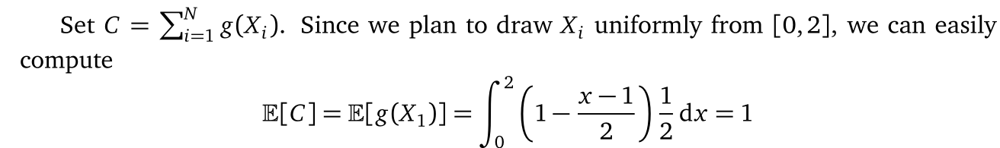 Set $C = \sum_{i=1}^{N} g(X_i)$. Since we plan to draw $X_i$ uniformly from $[0, 2]$, we can easily
compute
$\mathbb{E}[C] = \mathbb{E}[g(X_1)] = \int_0^2 \left(1 - \frac{x-1}{2}\right) \frac{1}{2} \, \mathrm{d}x = 1$